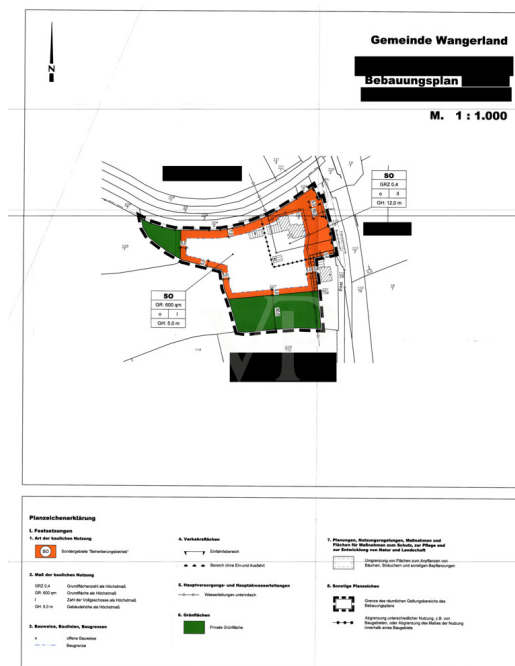 Gemeinde Wangerland
Bebauungsplan
M. 1 : 1.000
SO
GRZ 0,4
o II
GH: 12,0 m
SO
GR: 600 qm
o I
GH: 5,0 m
VP
Planzeichenerklärung
I. Festsetzungen
1. Art der baulichen Nutzung
SO Sondergebiete "Beherbergungsbetrieb"
2. Maß der baulichen Nutzung
GRZ 0,4 Grundflächenzahl als Höchstmaß
GR: 600 qm Grundfläche als Höchstmaß
I Zahl der Vollgeschosse als Höchstmaß
GH: 5,0 m Gebäudehöhe als Höchstmaß
3. Bauweise, Baulinien, Baugrenzen
o offene Bauweise
Baugrenze
4. Verkehrsflächen
Einfahrtsbereich
Bereich ohne Ein-und Ausfahrt
5. Hauptversorgungs- und Hauptabwasserleitungen
Wasserleitungen unterirdisch
6. Grünflächen
Private Grünfläche
7. Planungen, Nutzungsregelungen, Maßnahmen und
Flächen für Maßnahmen zum Schutz, zur Pflege und
zur Entwicklung von Natur und Landschaft
Umgrenzung von Flächen zum Anpflanzen von
Bäumen, Sträuchern und sonstigen Bepflanzungen
8. Sonstige Planzeichen
Grenze des räumlichen Geltungsbereichs des
Bebauungsplans
Abgrenzung unterschiedlicher Nutzung, z.B. von
Baugebieten, oder Abgrenzung des Maßes der Nutzung
innerhalb eines Baugebiets